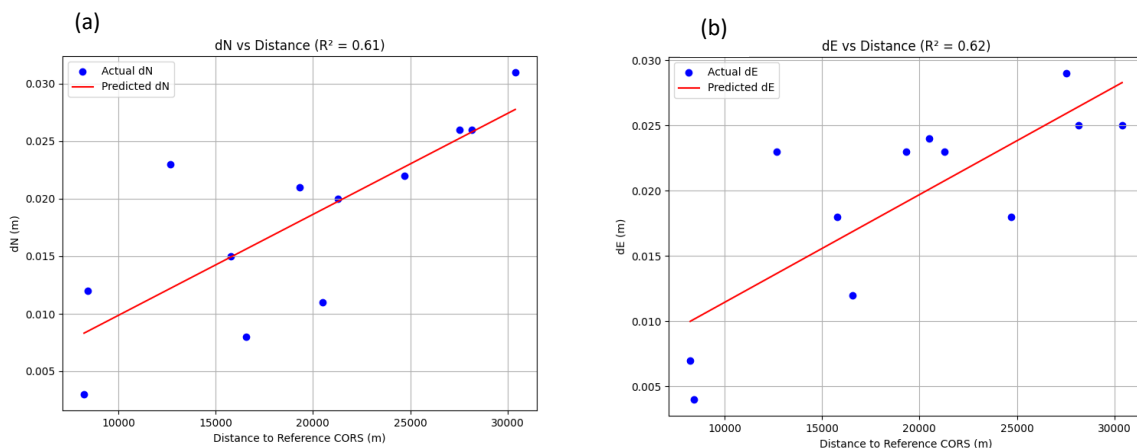 (a)
dN vs Distance (R² = 0.61)
Actual dN
Predicted dN
0.030
0.025
0.020
0.015
0.010
0.005
dN (m)
10000 15000 20000 25000 30000
Distance to Reference CORS (m)
(b)
dE vs Distance (R² = 0.62)
Actual dE
Predicted dE
0.030
0.025
0.020
0.015
0.010
0.005
dE (m)
10000 15000 20000 25000 30000
Distance to Reference CORS (m)